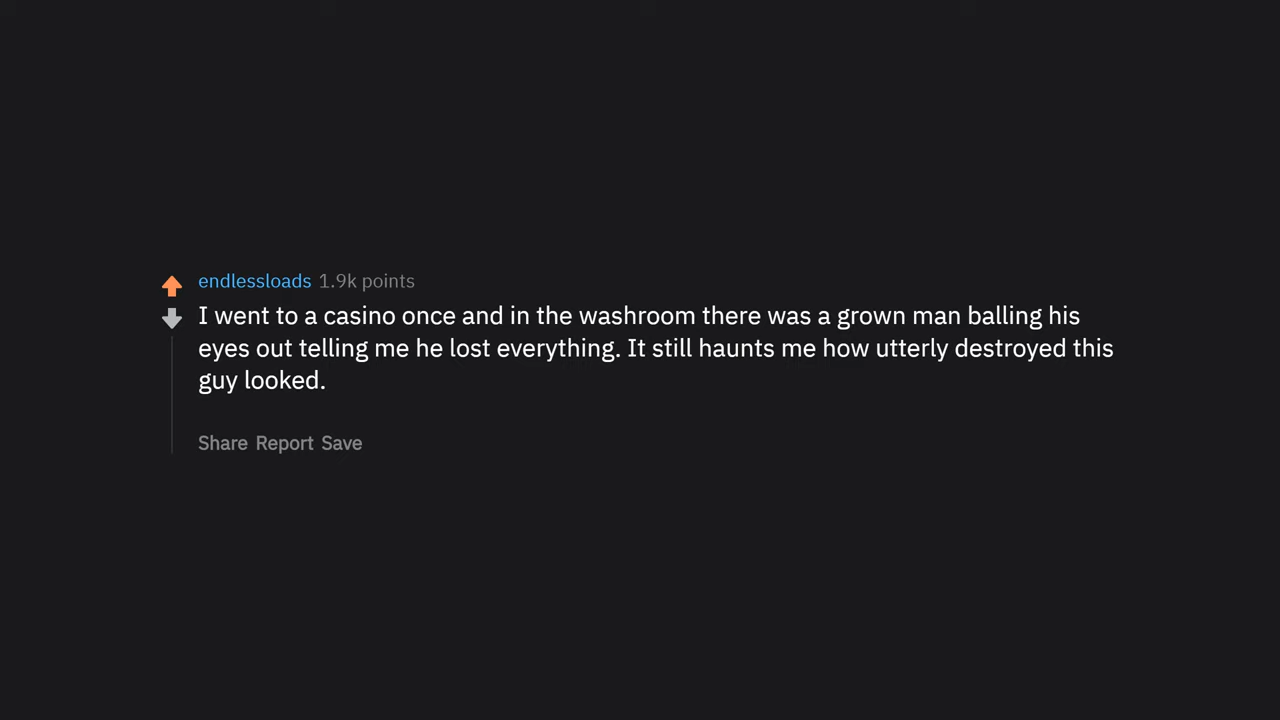 endlessloads 1.9k points
I went to a casino once and in the washroom there was a grown man balling his
eyes out telling me he lost everything. It still haunts me how utterly destroyed this
guy looked.
Share Report Save